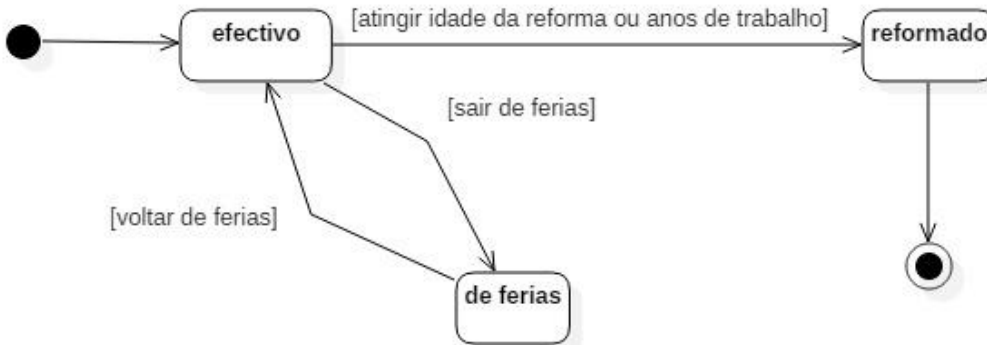 [atingir idade da reforma ou anos de trabalho]
efectivo
reformado
[sair de ferias]
[voltar de ferias]
de ferias